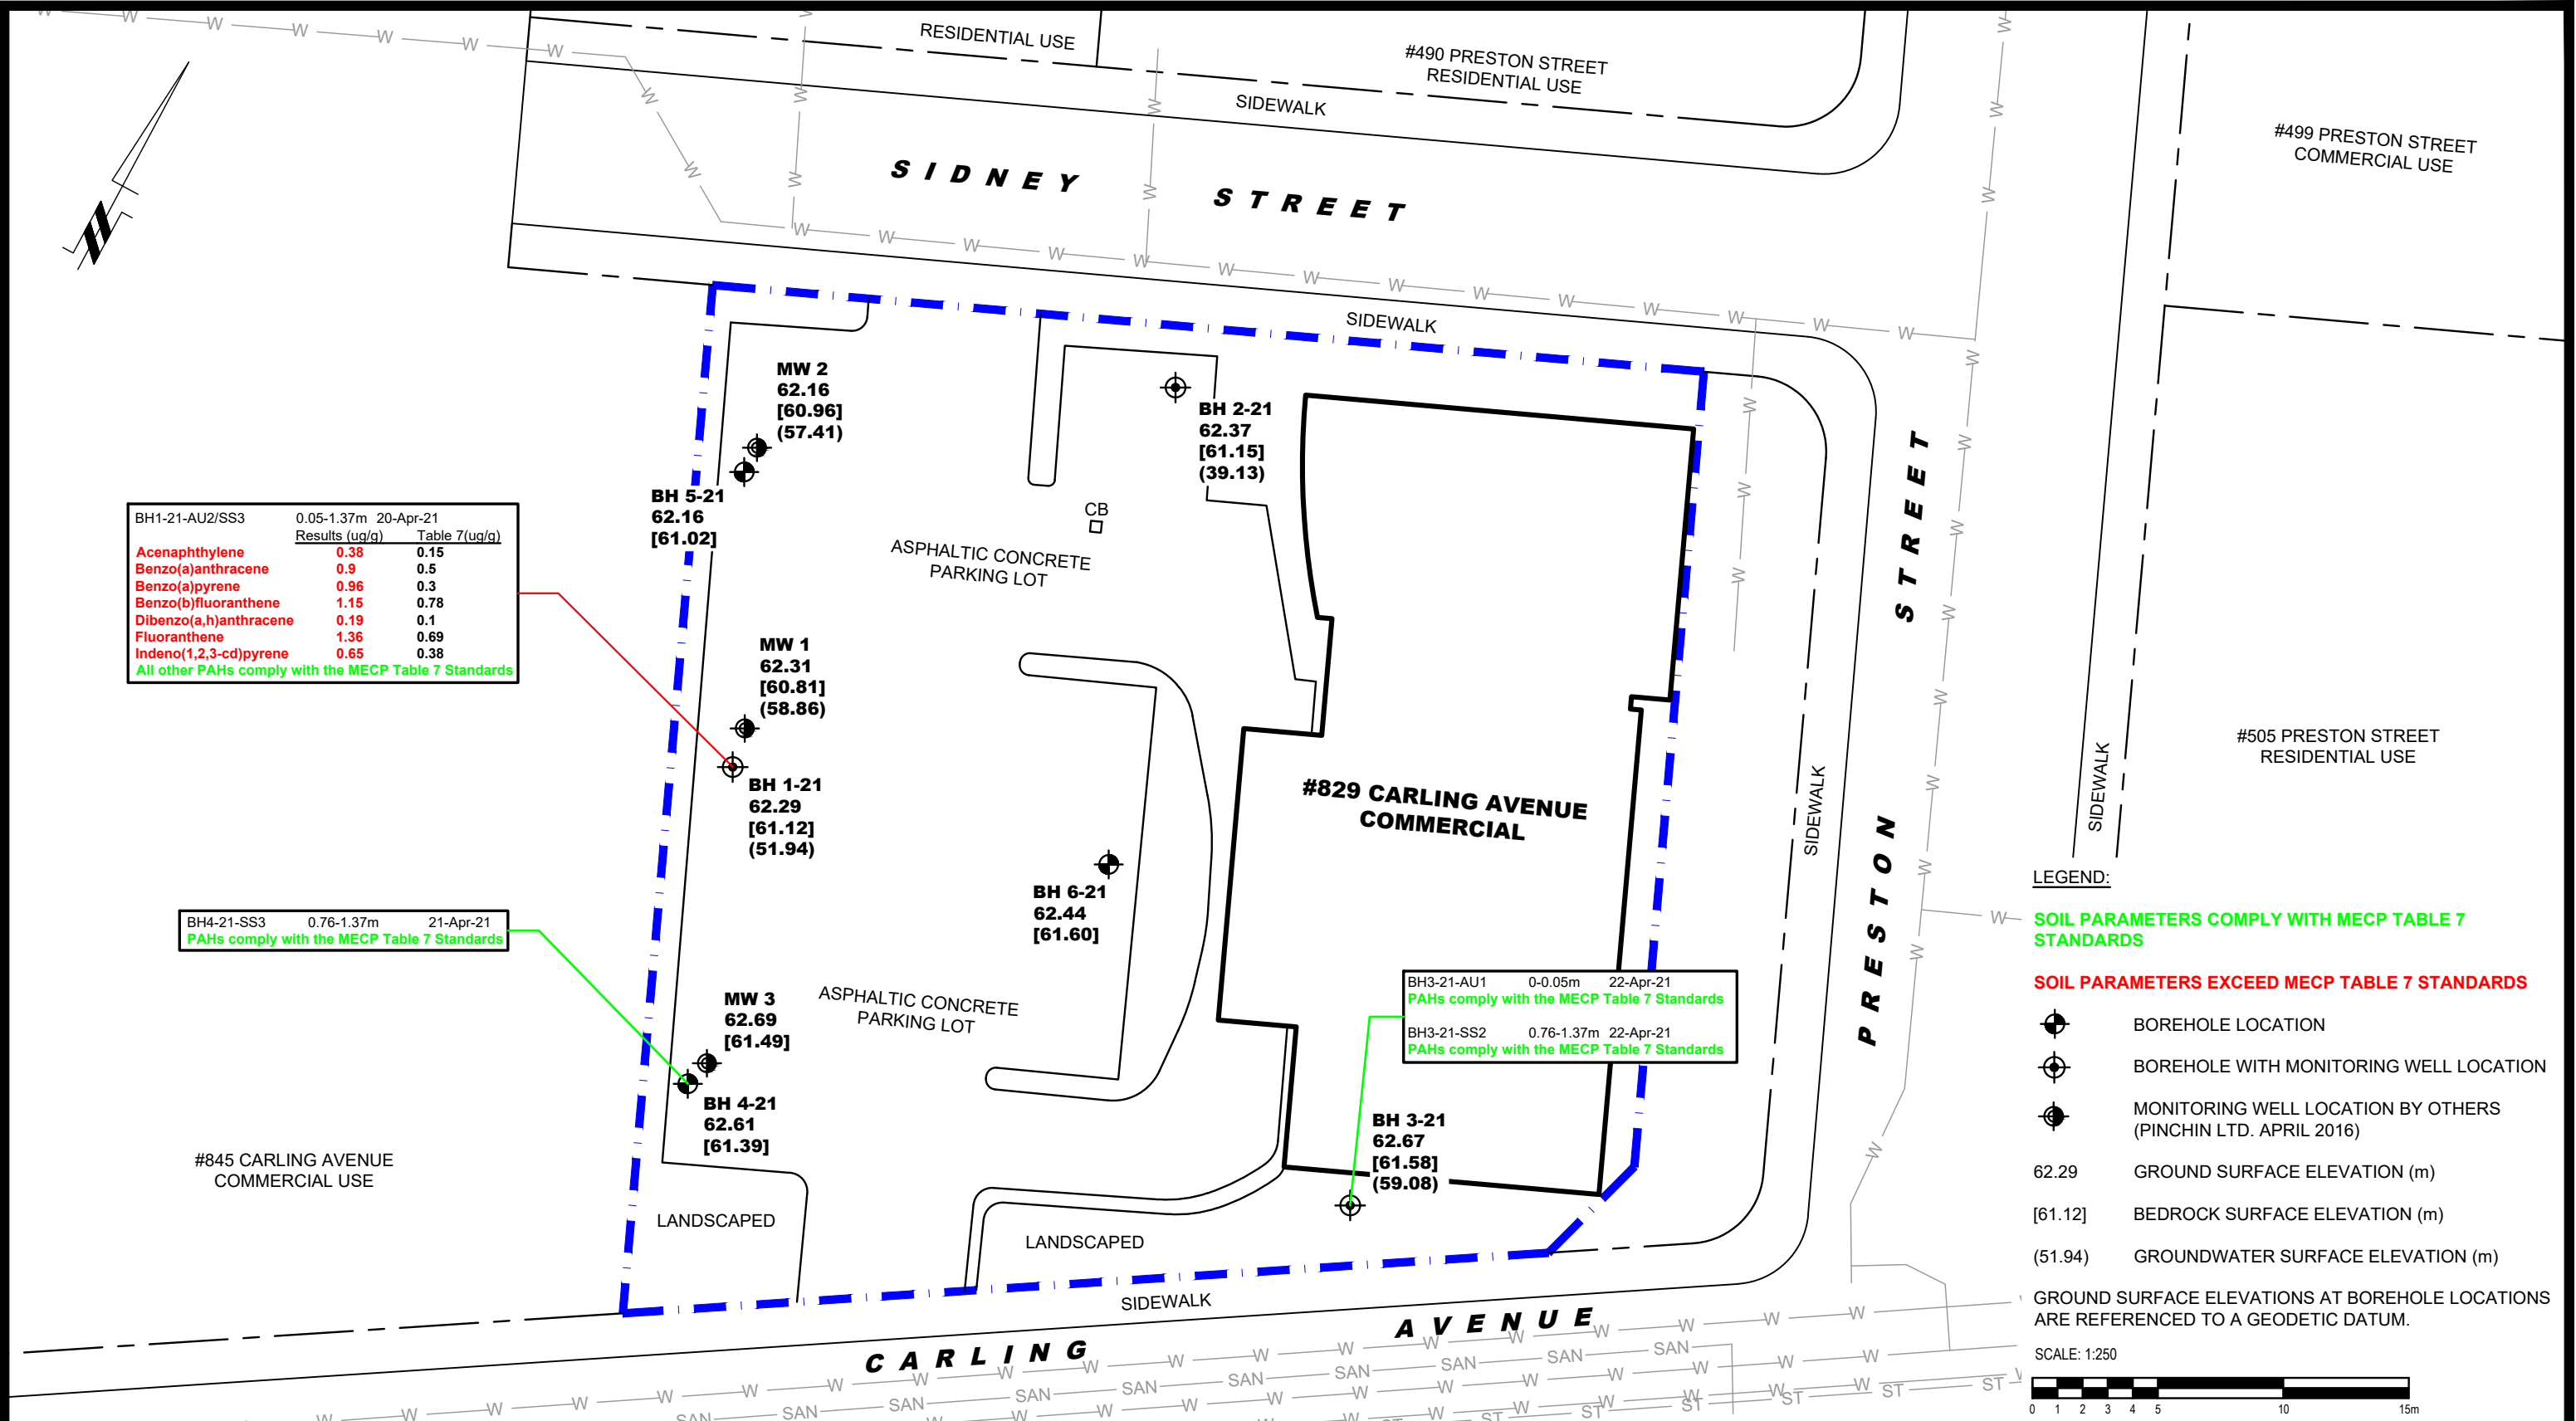 RESIDENTIAL USE
#490 PRESTON STREET
RESIDENTIAL USE
SIDEWALK
#499 PRESTON STREET
COMMERCIAL USE
SIDNEY STREET
SIDEWALK
MW 2
62.16
[60.96]
(57.41)
BH 2-21
62.37
[61.15]
(39.13)
BH 5-21
62.16
[61.02]
CB
ASPHALTIC CONCRETE
PARKING LOT
BH1-21-AU2/SS3 0.05-1.37m 20-Apr-21
Results (ug/g) Table 7(ug/g)
Acenaphthylene 0.38 0.15
Benzo(a)anthracene 0.9 0.5
Benzo(a)pyrene 0.96 0.3
Benzo(b)fluoranthene 1.15 0.78
Dibenzo(a,h)anthracene 0.19 0.1
Fluoranthene 1.36 0.69
Indeno(1,2,3-cd)pyrene 0.65 0.38
All other PAHs comply with the MECP Table 7 Standards
MW 1
62.31
[60.81]
(58.86)
BH 1-21
62.29
[61.12]
(51.94)
#829 CARLING AVENUE
COMMERCIAL
SIDEWALK
PRESTON STREET
SIDEWALK
#505 PRESTON STREET
RESIDENTIAL USE
BH 6-21
62.44
[61.60]
BH4-21-SS3 0.76-1.37m 21-Apr-21
PAHs comply with the MECP Table 7 Standards
MW 3
62.69
[61.49]
ASPHALTIC CONCRETE
PARKING LOT
BH3-21-AU1 0-0.05m 22-Apr-21
PAHs comply with the MECP Table 7 Standards
BH3-21-SS2 0.76-1.37m 22-Apr-21
PAHs comply with the MECP Table 7 Standards
BH 4-21
62.61
[61.39]
BH 3-21
62.67
[61.58]
(59.08)
#845 CARLING AVENUE
COMMERCIAL USE
LANDSCAPED
LANDSCAPED
SIDEWALK
CARLING AVENUE
LEGEND:
SOIL PARAMETERS COMPLY WITH MECP TABLE 7
STANDARDS
SOIL PARAMETERS EXCEED MECP TABLE 7 STANDARDS
BOREHOLE LOCATION
BOREHOLE WITH MONITORING WELL LOCATION
MONITORING WELL LOCATION BY OTHERS
(PINCHIN LTD. APRIL 2016)
62.29 GROUND SURFACE ELEVATION (m)
[61.12] BEDROCK SURFACE ELEVATION (m)
(51.94) GROUNDWATER SURFACE ELEVATION (m)
GROUND SURFACE ELEVATIONS AT BOREHOLE LOCATIONS
ARE REFERENCED TO A GEODETIC DATUM.
SCALE: 1:250
0 1 2 3 4 5 10 15m
W W W W W W W W
SAN SAN SAN SAN SAN SAN SAN SAN
ST ST ST ST ST ST